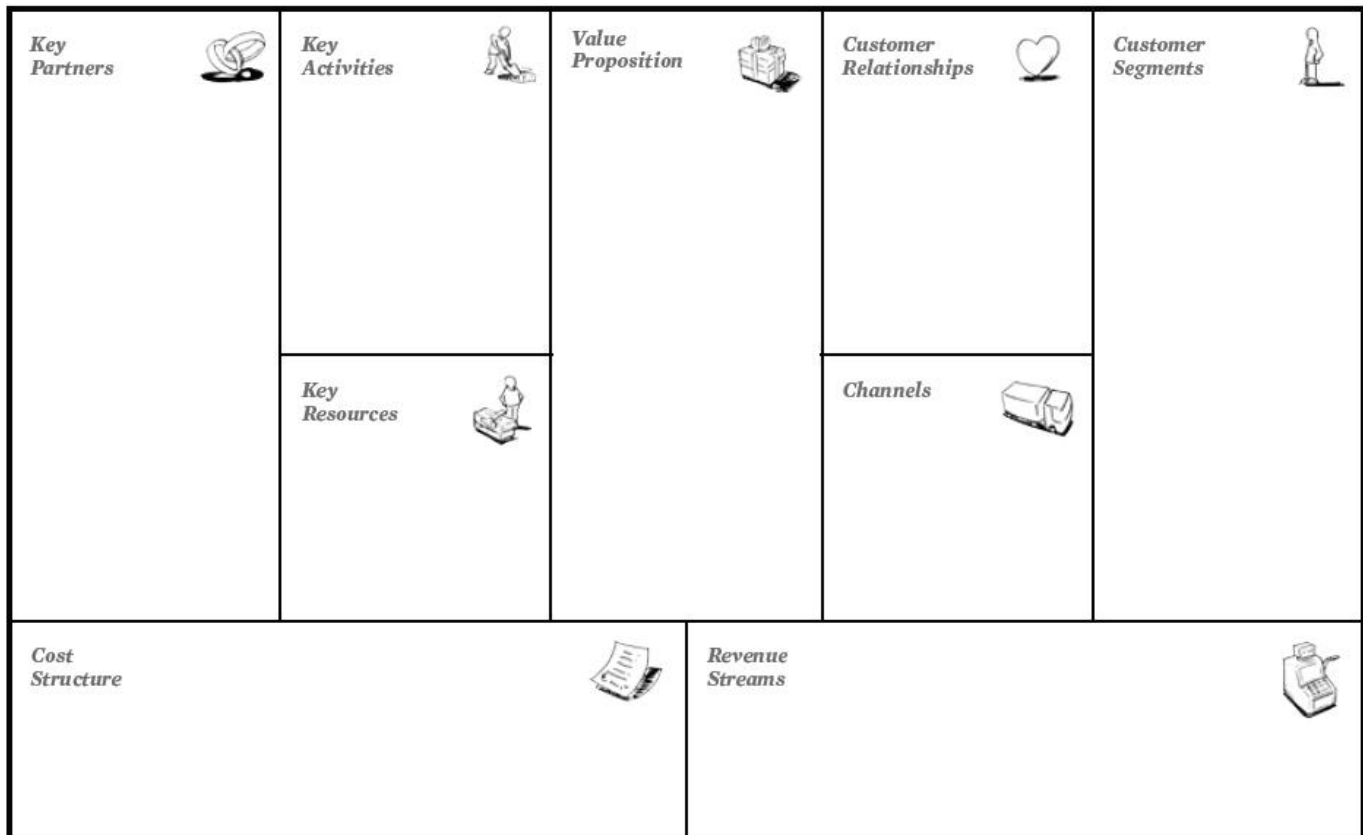 Key
Partners
Key
Activities
Value
Proposition
Customer
Relationships
Customer
Segments
Key
Resources
Channels
Cost
Structure
Revenue
Streams